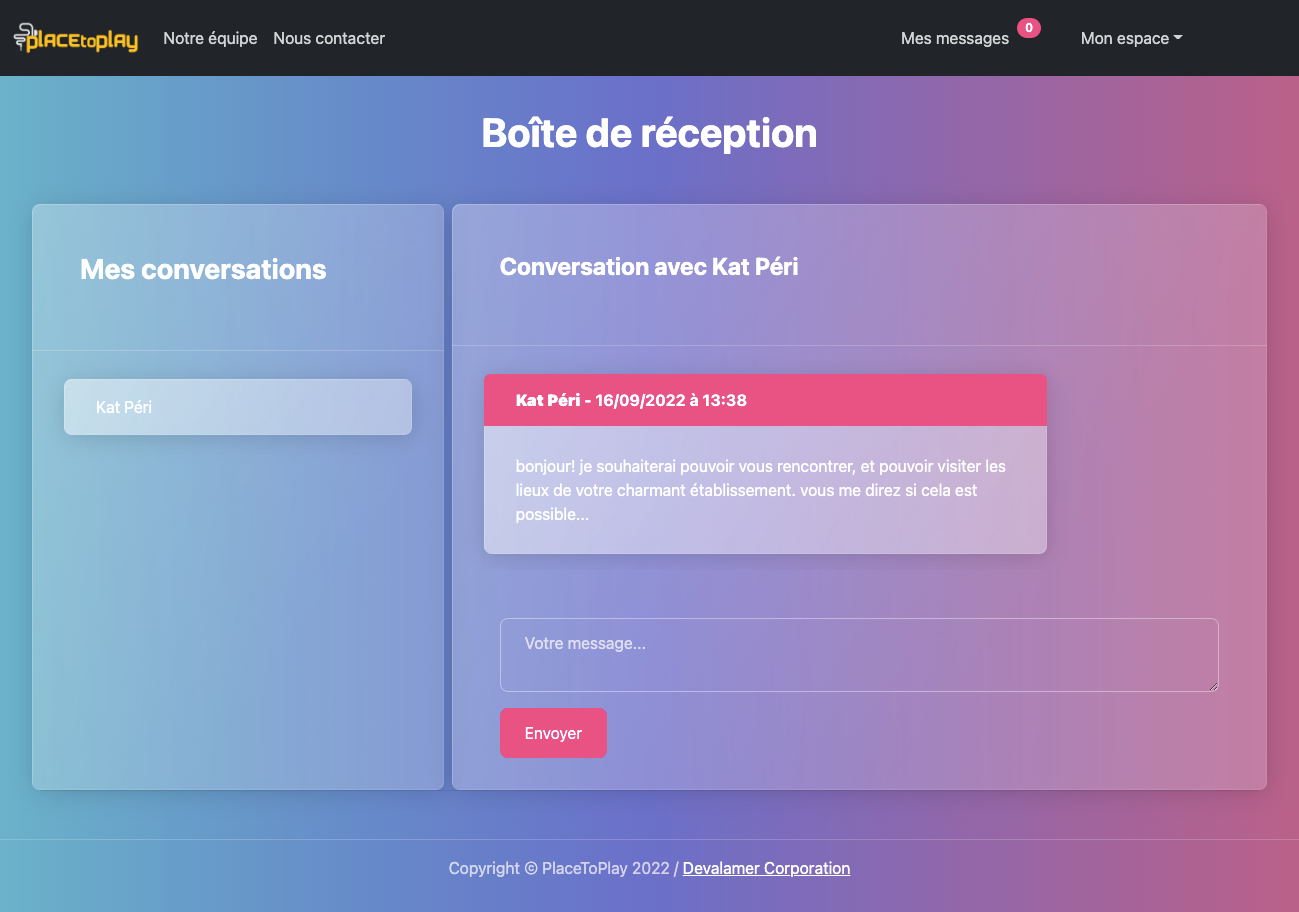 PLACEtoPLAY
Notre équipe
Nous contacter
Mes messages
0
Mon espace
Boîte de réception
Mes conversations
Kat Péri
Conversation avec Kat Péri
Kat Péri - 16/09/2022 à 13:38
bonjour! je souhaiterai pouvoir vous rencontrer, et pouvoir visiter les
lieux de votre charmant établissement. vous me direz si cela est
possible...
Votre message...
Envoyer
Copyright © PlaceToPlay 2022 / Devalamer Corporation